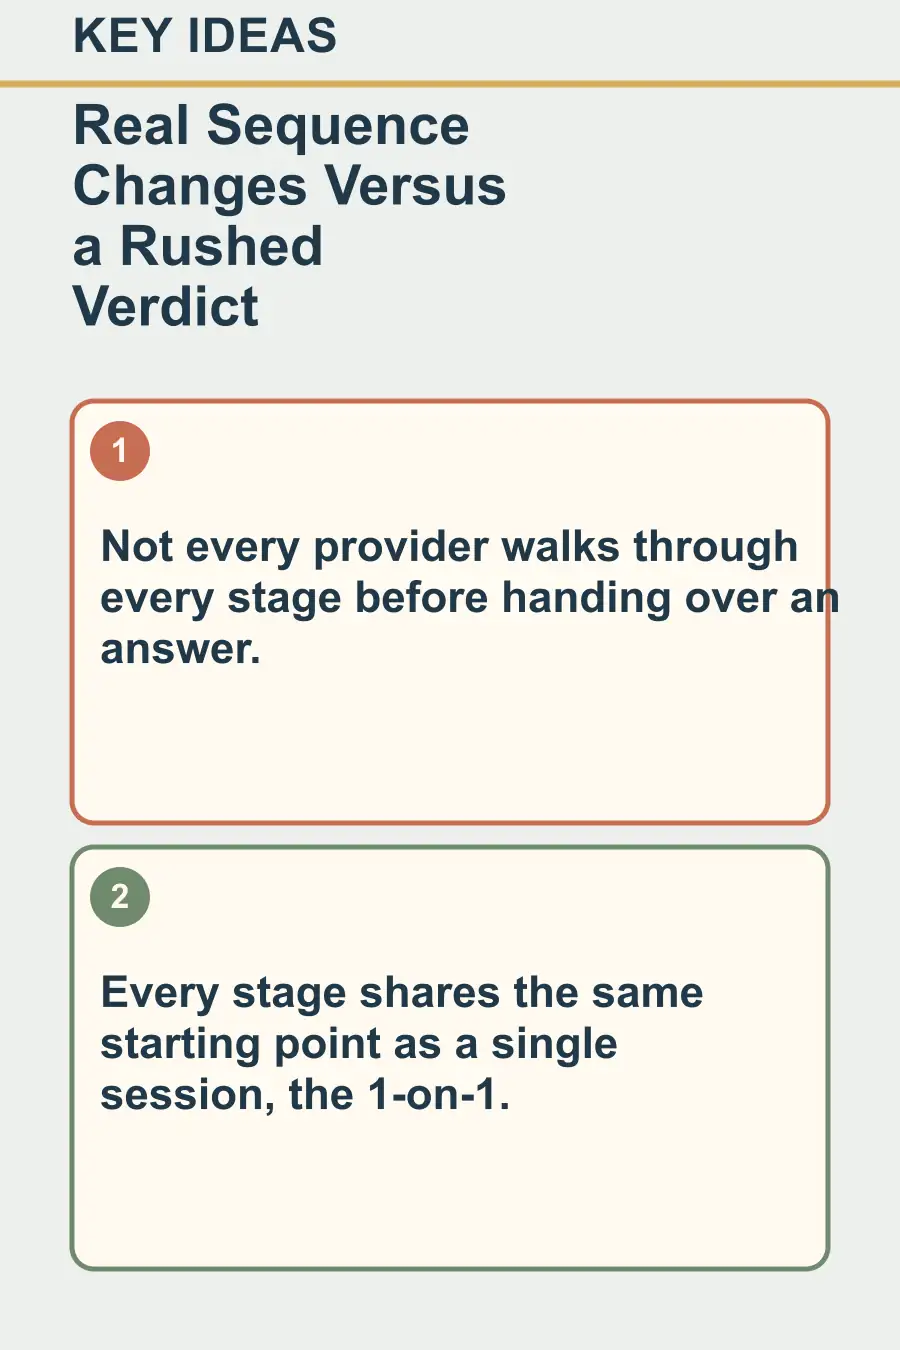 KEY IDEAS
Real Sequence
Changes Versus
a Rushed
Verdict
1
Not every provider walks through
every stage before handing over an
answer.
2
Every stage shares the same
starting point as a single
session, the 1-on-1.